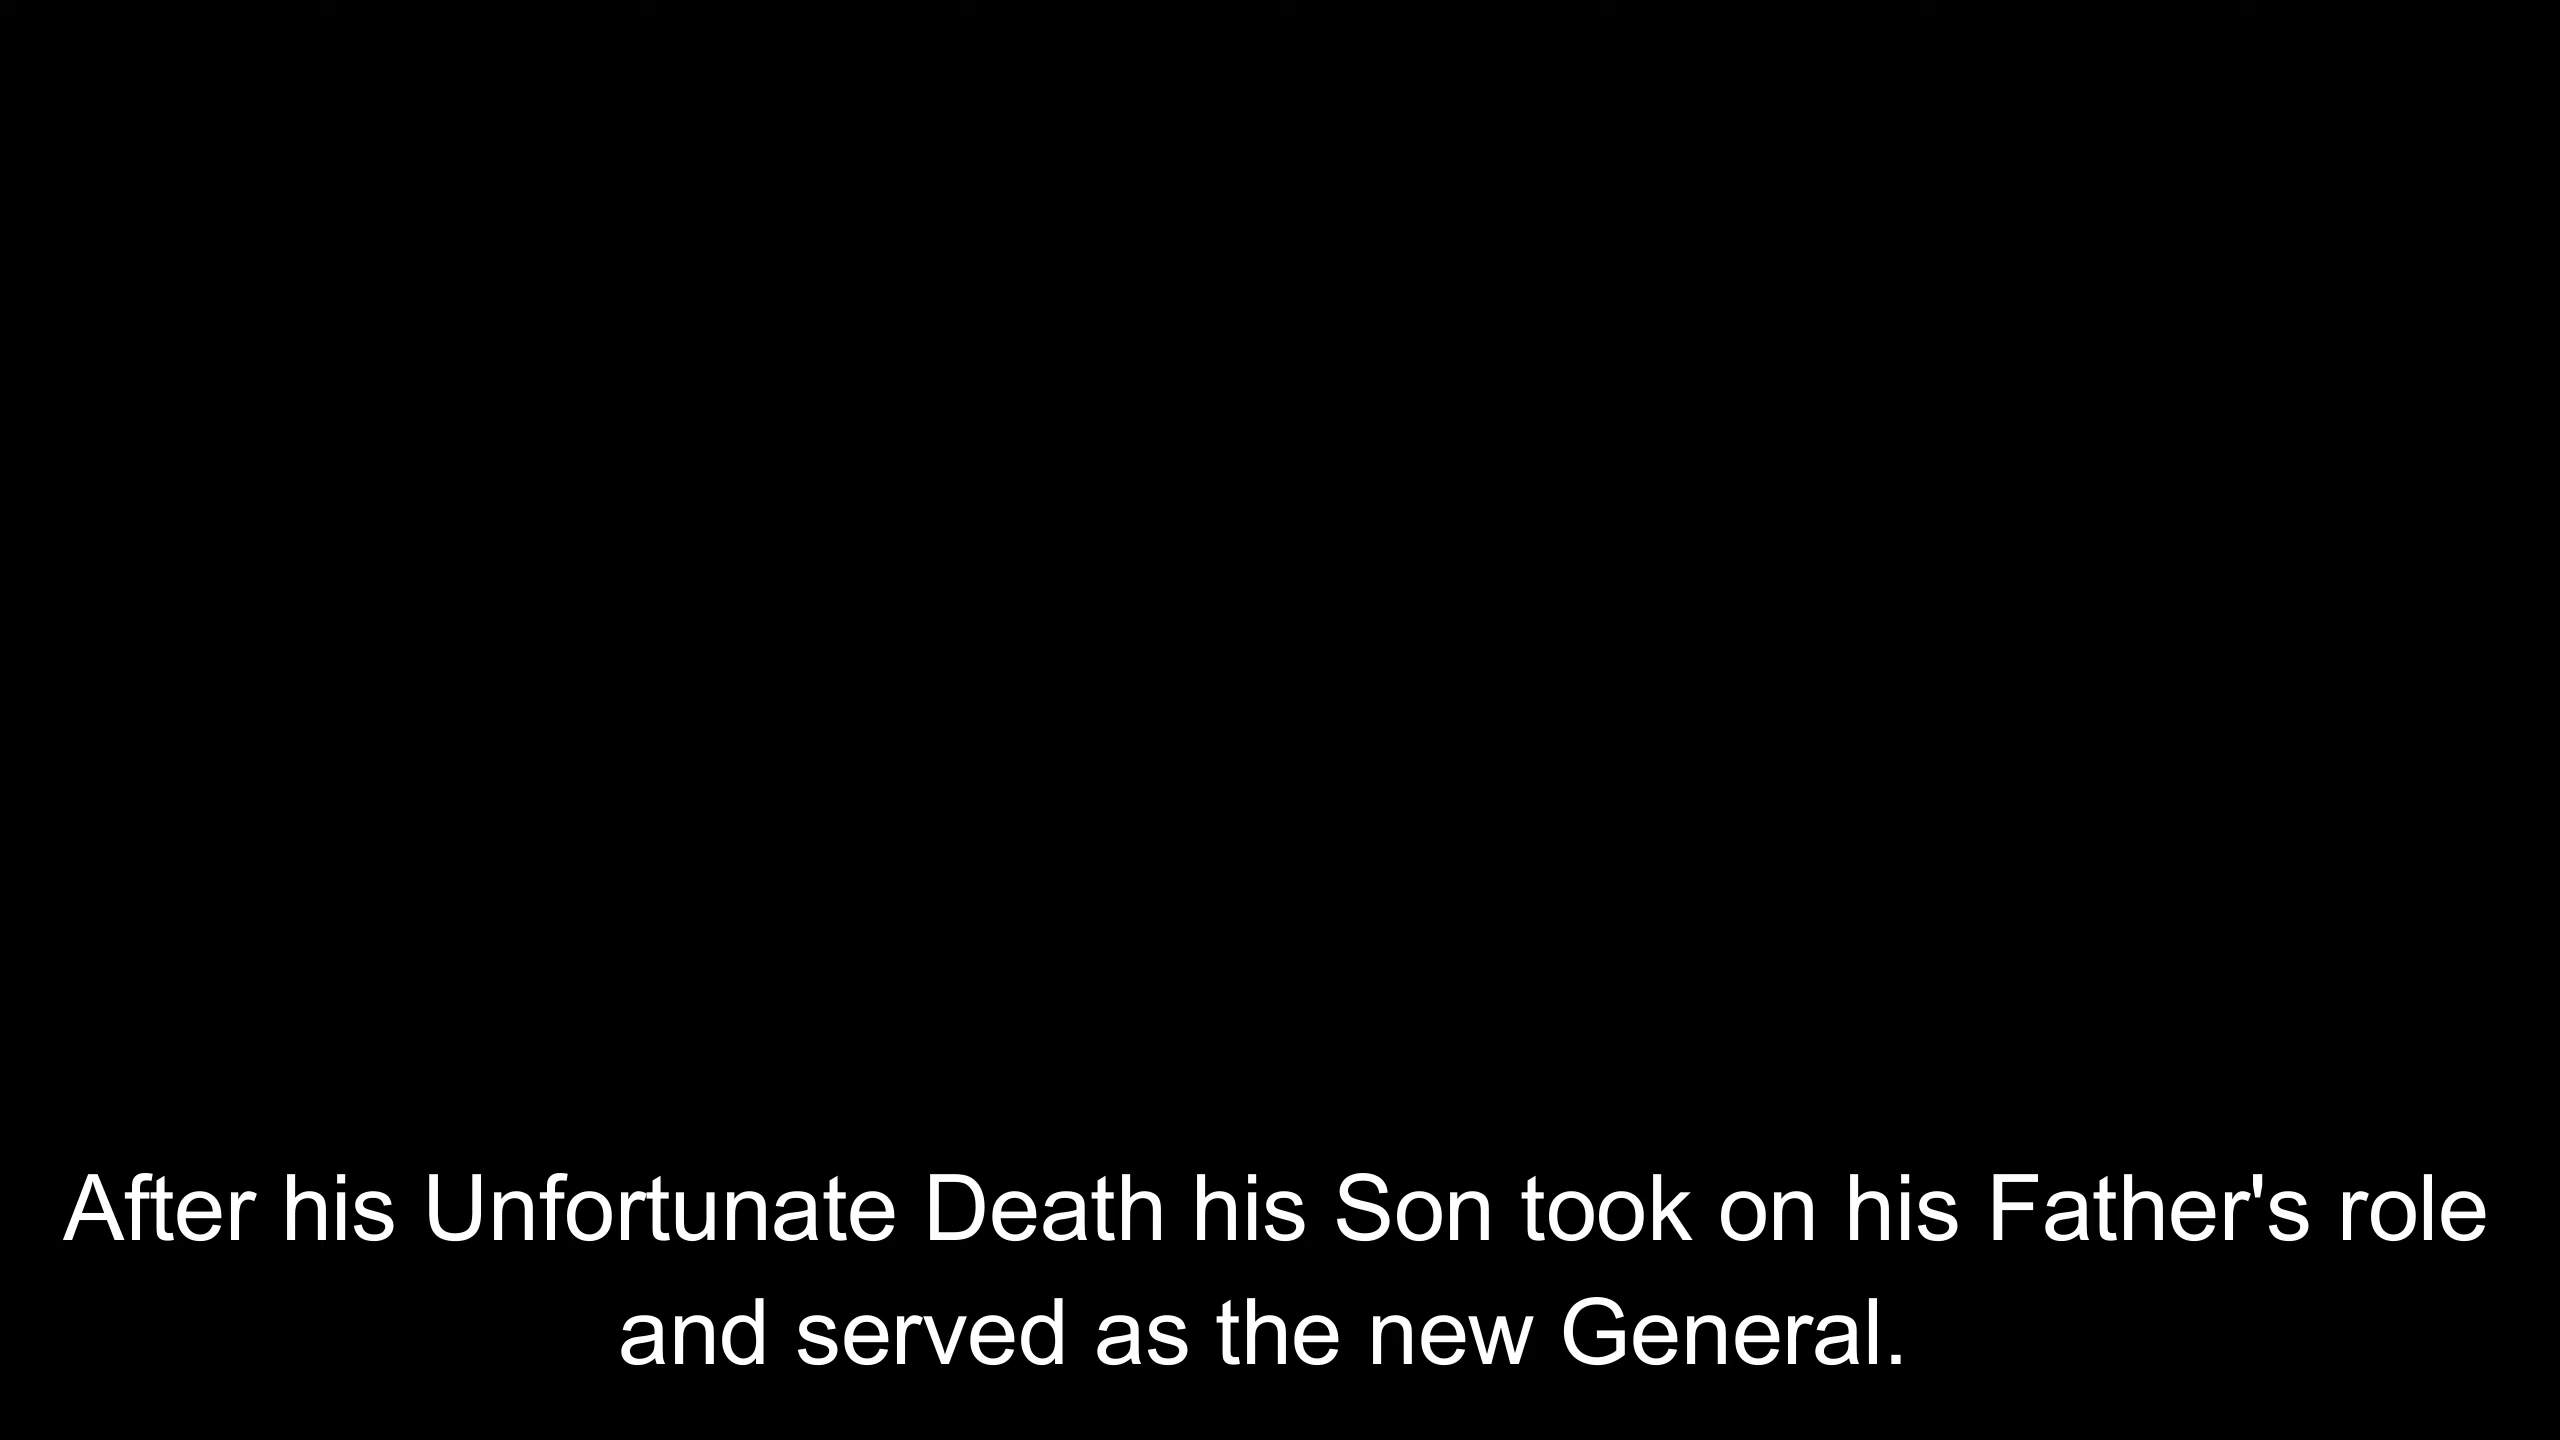 After his Unfortunate Death his Son took on his Father's role
and served as the new General.